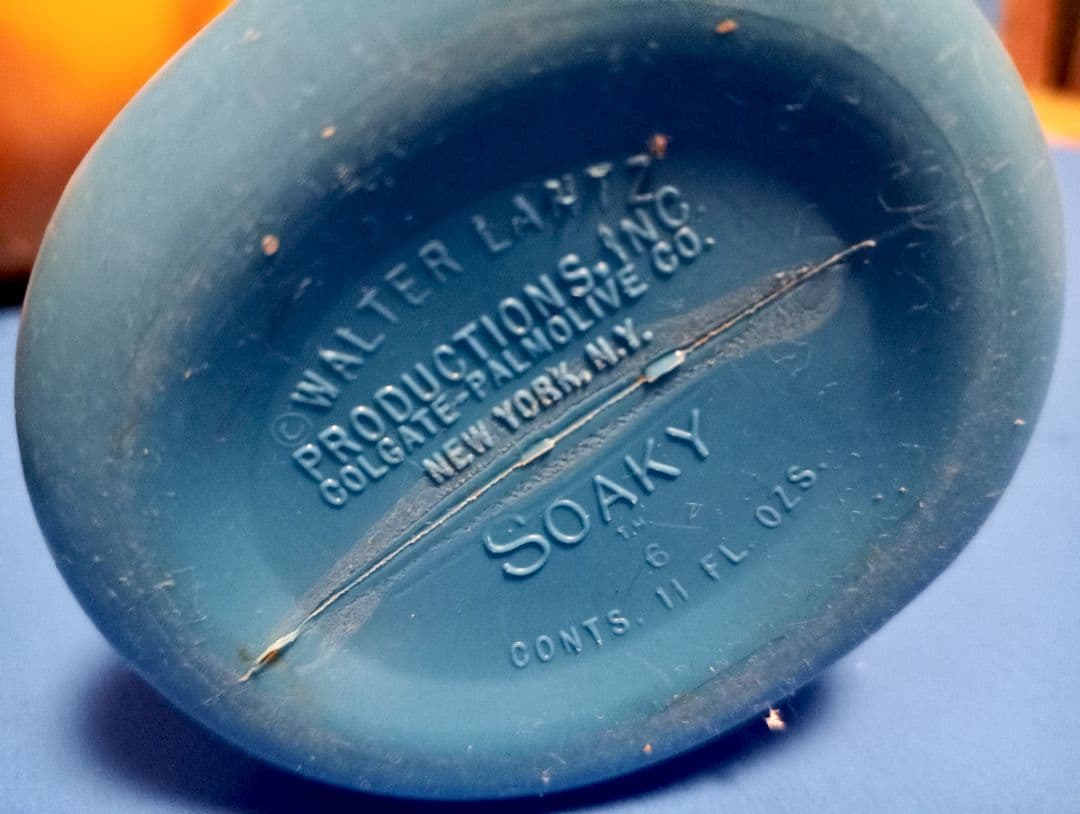 ©WALTER LANTZ
PRODUCTIONS, INC.
COLGATE-PALMOLIVE CO.
NEW YORK, N.Y.
SOAKY
TM
6
CONTS. 11 FL. OZS.